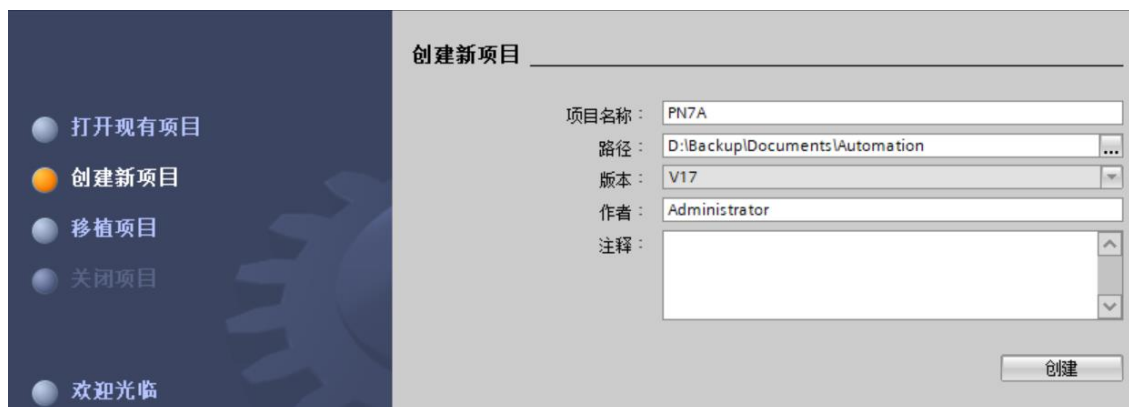 创建新项目
打开现有项目
创建新项目
移植项目
关闭项目
欢迎光临
项目名称： PN7A
路径： D:\Backup\Documents\Automation ...
版本： V17
作者： Administrator
注释：
创建